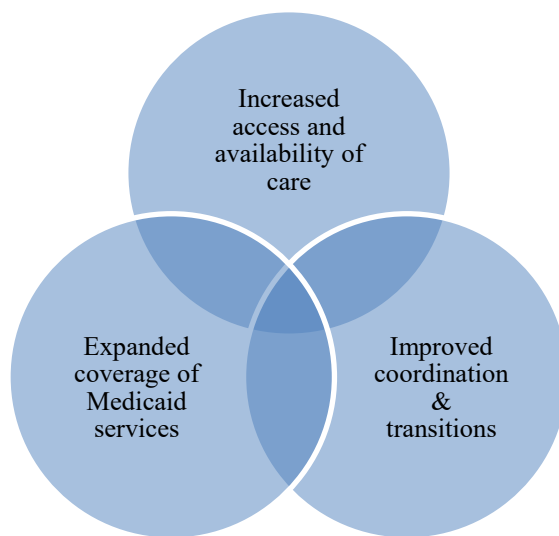 Increased
access and
availability of
care
Expanded
coverage of
Medicaid
services
Improved
coordination
&
transitions